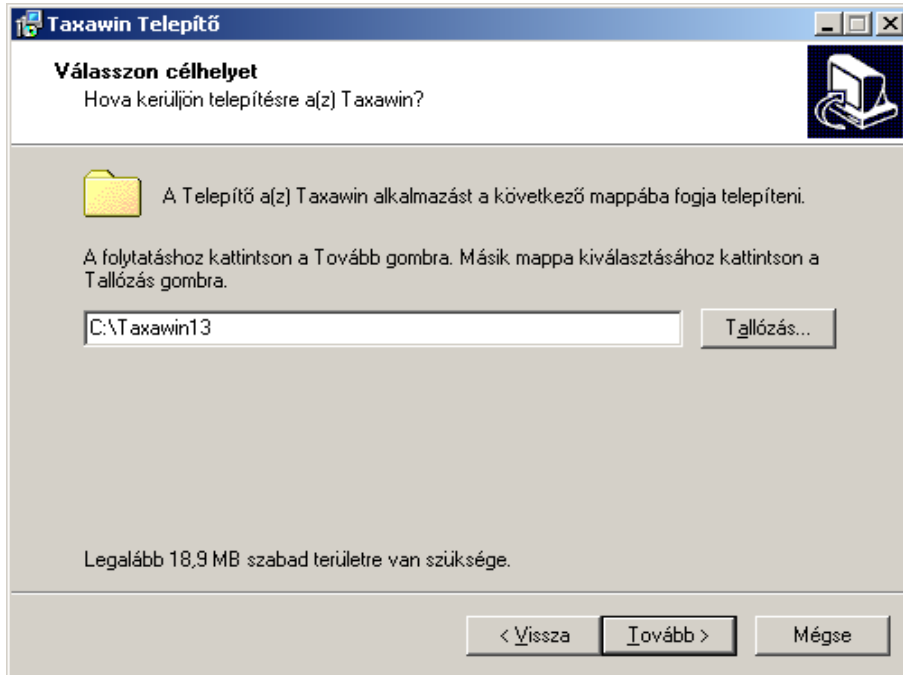 Taxawin Telepítő
Válasszon célhelyet
Hova kerüljön telepítésre a(z) Taxawin?
A Telepítő a(z) Taxawin alkalmazást a következő mappába fogja telepíteni.
A folytatáshoz kattintson a Tovább gombra. Másik mappa kiválasztásához kattintson a
Tallózás gombra.
C:\Taxawin13
Tallózás...
Legalább 18,9 MB szabad területre van szüksége.
< Vissza
Tovább >
Mégse